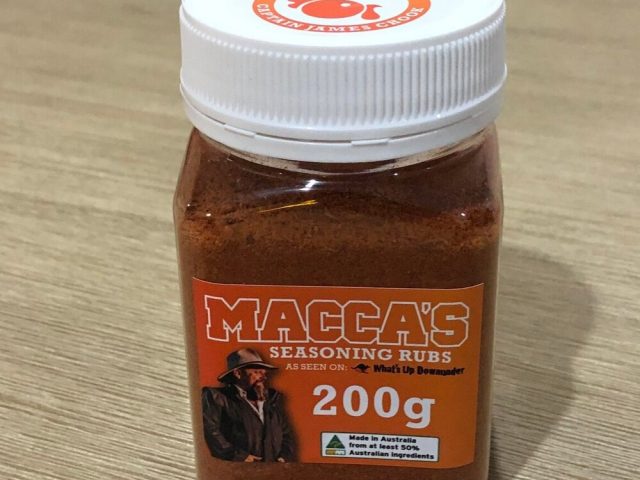 CAPTAIN JAMES CROOK
MACCA'S
SEASONING RUBS
AS SEEN ON: What's Up Downunder
200g
Made in Australia
from at least 50%
Australian ingredients